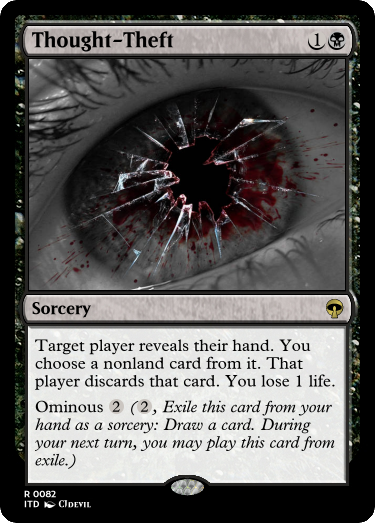 Thought-Theft 1
Sorcery
Target player reveals their hand. You
choose a nonland card from it. That
player discards that card. You lose 1 life.
Ominous 2 (2, Exile this card from your
hand as a sorcery: Draw a card. During
your next turn, you may play this card from
exile.)
R 0082
ITD CJDEVIL